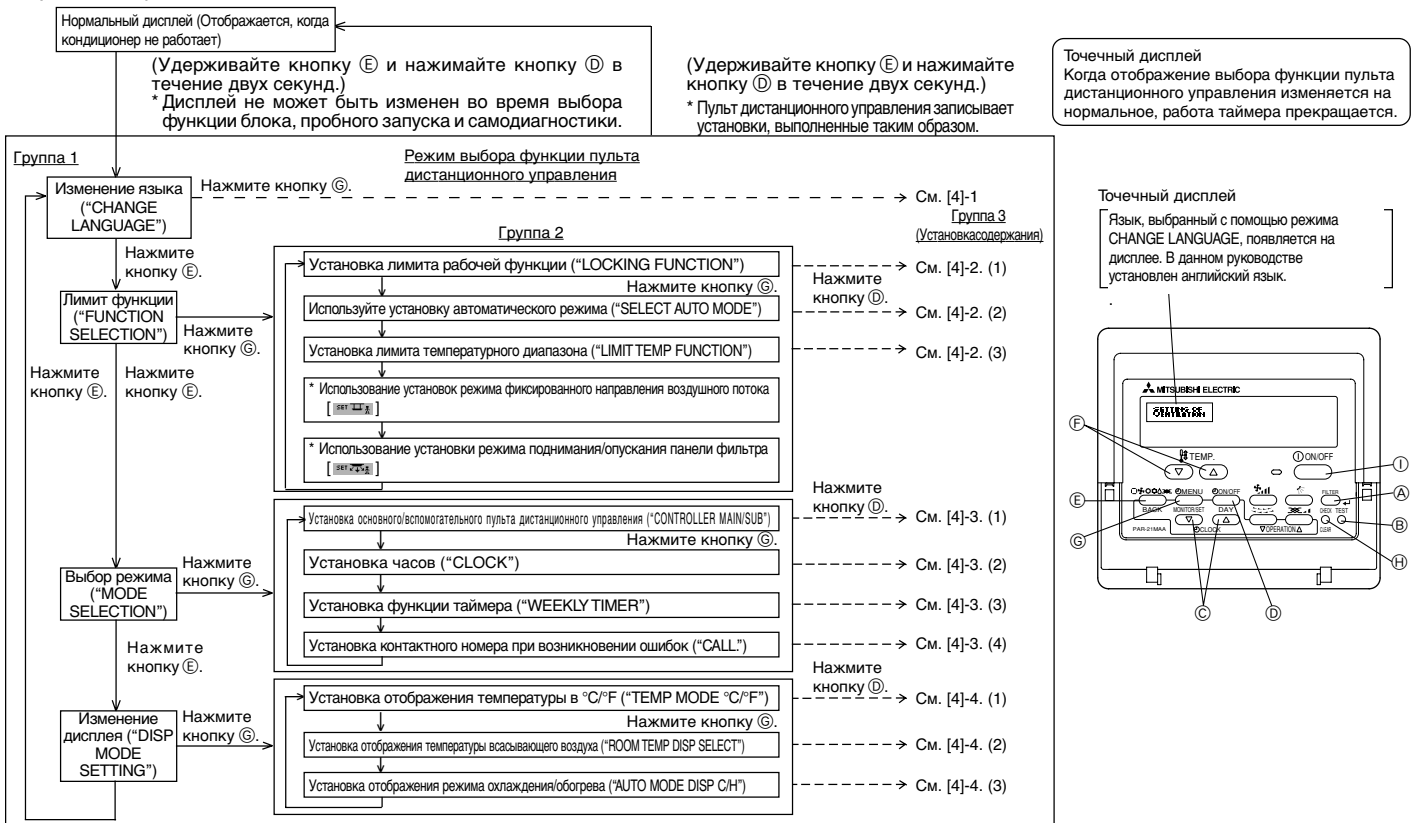 Нормальный дисплей (Отображается, когда
кондиционер не работает)
(Удерживайте кнопку Ⓔ и нажимайте кнопку Ⓓ в
течение двух секунд.)
* Дисплей не может быть изменен во время выбора
функции блока, пробного запуска и самодиагностики.
(Удерживайте кнопку Ⓔ и нажимайте
кнопку Ⓓ в течение двух секунд.)
* Пульт дистанционного управления записывает
установки, выполненные таким образом.
Точечный дисплей
Когда отображение выбора функции пульта
дистанционного управления изменяется на
нормальное, работа таймера прекращается.
Группа 1
Режим выбора функции пульта
дистанционного управления
Изменение языка
(“CHANGE
LANGUAGE”)
Нажмите кнопку Ⓖ.
См. [4]-1
Группа 3
(Установкасодержания)
Группа 2
Нажмите
кнопку Ⓔ.
Лимит функции
(“FUNCTION
SELECTION”)
Нажмите
кнопку Ⓖ.
Установка лимита рабочей функции (“LOCKING FUNCTION”)
Нажмите кнопку Ⓖ.
Нажмите
кнопку Ⓓ.
См. [4]-2. (1)
Используйте установку автоматического режима (“SELECT AUTO MODE”)
См. [4]-2. (2)
Установка лимита температурного диапазона (“LIMIT TEMP FUNCTION”)
См. [4]-2. (3)
* Использование установок режима фиксированного направления воздушного потока
[ SET ]
* Использование установки режима поднимания/опускания панели фильтра
[ SET ]
Нажмите
кнопку Ⓔ.
Нажмите
кнопку Ⓔ.
Выбор режима
(“MODE
SELECTION”)
Нажмите
кнопку Ⓖ.
Нажмите
кнопку Ⓓ.
Установка основного/вспомогательного пульта дистанционного управления (“CONTROLLER MAIN/SUB”)
См. [4]-3. (1)
Нажмите кнопку Ⓖ.
Установка часов (“CLOCK”)
См. [4]-3. (2)
Установка функции таймера (“WEEKLY TIMER”)
См. [4]-3. (3)
Установка контактного номера при возникновении ошибок (“CALL.”)
См. [4]-3. (4)
Нажмите
кнопку Ⓔ.
Изменение
дисплея (“DISP
MODE
SETTING”)
Нажмите
кнопку Ⓖ.
Нажмите
кнопку Ⓓ.
Установка отображения температуры в °C/°F (“TEMP MODE °C/°F”)
См. [4]-4. (1)
Нажмите кнопку Ⓖ.
Установка отображения температуры всасывающего воздуха (“ROOM TEMP DISP SELECT”)
См. [4]-4. (2)
Установка отображения режима охлаждения/обогрева (“AUTO MODE DISP C/H”)
См. [4]-4. (3)
Точечный дисплей
Язык, выбранный с помощью режима
CHANGE LANGUAGE, появляется на
дисплее. В данном руководстве
установлен английский язык.
.
MITSUBISHI ELECTRIC
SETTING OF
VENTILATION
TEMP.
ON/OFF
MENU
ON/OFF
FILTER
BACK
MONITOR/SET
DAY
CHECK TEST
PAR-21MAA
CLOCK
OPERATION
CLEAR
Ⓕ
Ⓔ
Ⓖ
Ⓒ
Ⓓ
Ⓘ
Ⓐ
Ⓑ
Ⓗ